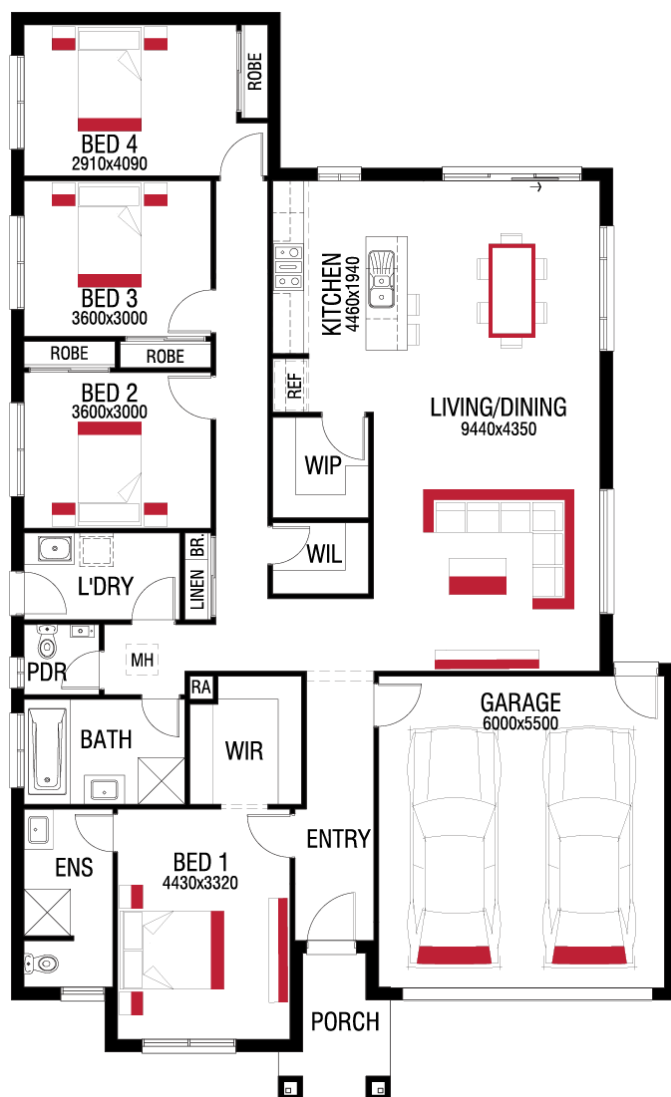 ROBE
BED 4
2910x4090
BED 3
3600x3000
KITCHEN
4460x1940
ROBE
ROBE
REF
BED 2
3600x3000
LIVING/DINING
9440x4350
WIP
BR.
LINEN
WIL
L'DRY
PDR
MH
RA
GARAGE
6000x5500
BATH
WIR
ENTRY
ENS
BED 1
4430x3320
PORCH